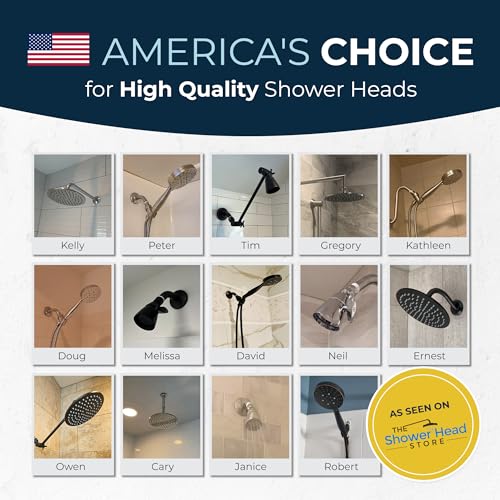 AMERICA'S CHOICE
for High Quality Shower Heads
Kelly
Peter
Tim
Gregory
Kathleen
Doug
Melissa
David
Neil
Ernest
Owen
Cary
Janice
Robert
AS SEEN ON
THE
Shower Head
STORE